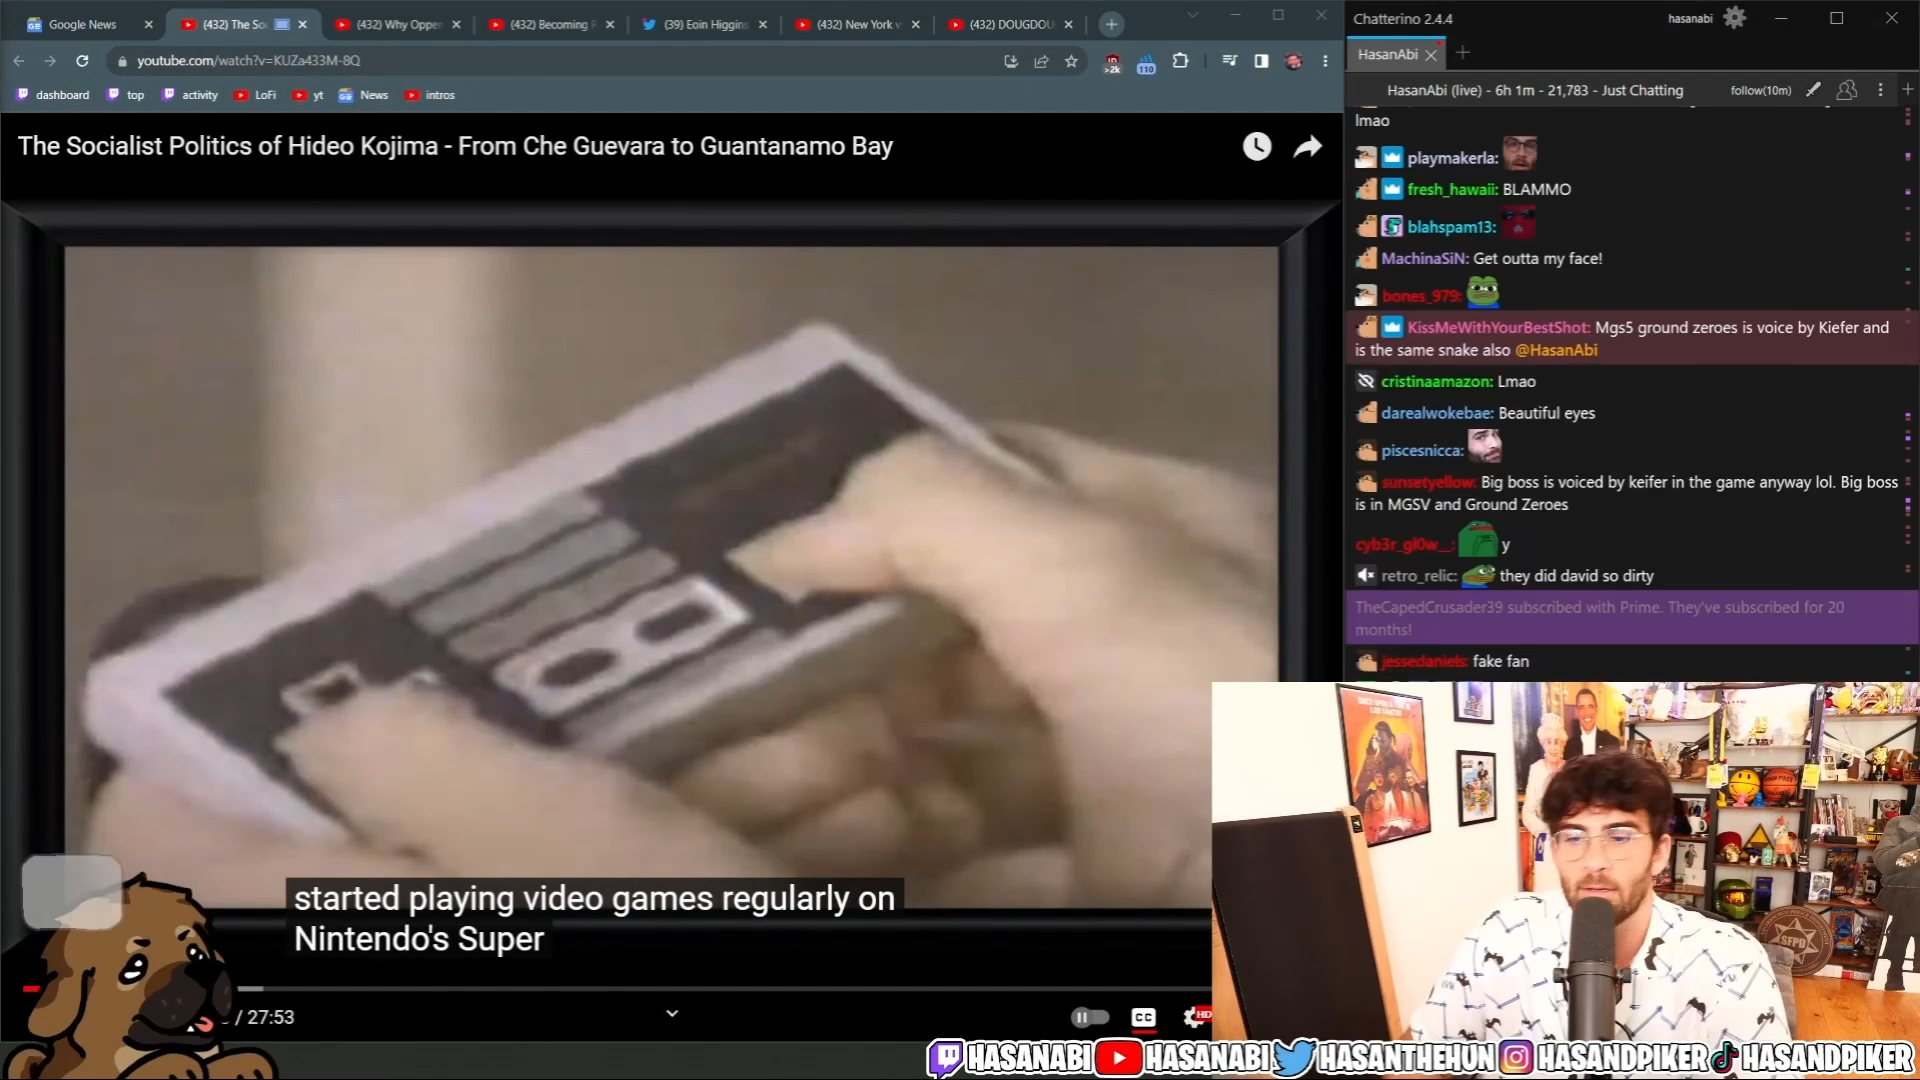 Google News
(432) The So
(432) Why Opper
(432) Becoming F
(39) Eoin Higgins
(432) New York v
(432) DOUGDOU
youtube.com/watch?v=KUZa433M-8Q
>2k
110
dashboard
top
activity
LoFi
yt
News
intros
The Socialist Politics of Hideo Kojima - From Che Guevara to Guantanamo Bay
started playing video games regularly on
Nintendo's Super
/ 27:53
CC
HD
Chatterino 2.4.4
hasanabi
HasanAbi
HasanAbi (live) - 6h 1m - 21,783 - Just Chatting
follow(10m)
lmao
playmakerla:
fresh_hawaii: BLAMMO
blahspam13:
MachinaSiN: Get outta my face!
bones_979:
KissMeWithYourBestShot: Mgs5 ground zeroes is voice by Kiefer and
is the same snake also @HasanAbi
cristinaamazon: Lmao
darealwokebae: Beautiful eyes
piscesnicca:
sunsetyellow: Big boss is voiced by keifer in the game anyway lol. Big boss
is in MGSV and Ground Zeroes
cyb3r_gl0w__: y
retro_relic: they did david so dirty
TheCapedCrusader39 subscribed with Prime. They've subscribed for 20
months!
jessedaniels: fake fan
SFPD
HASANABI
HASANABI
HASANTHEHUN
HASANDPIKER
HASANDPIKER